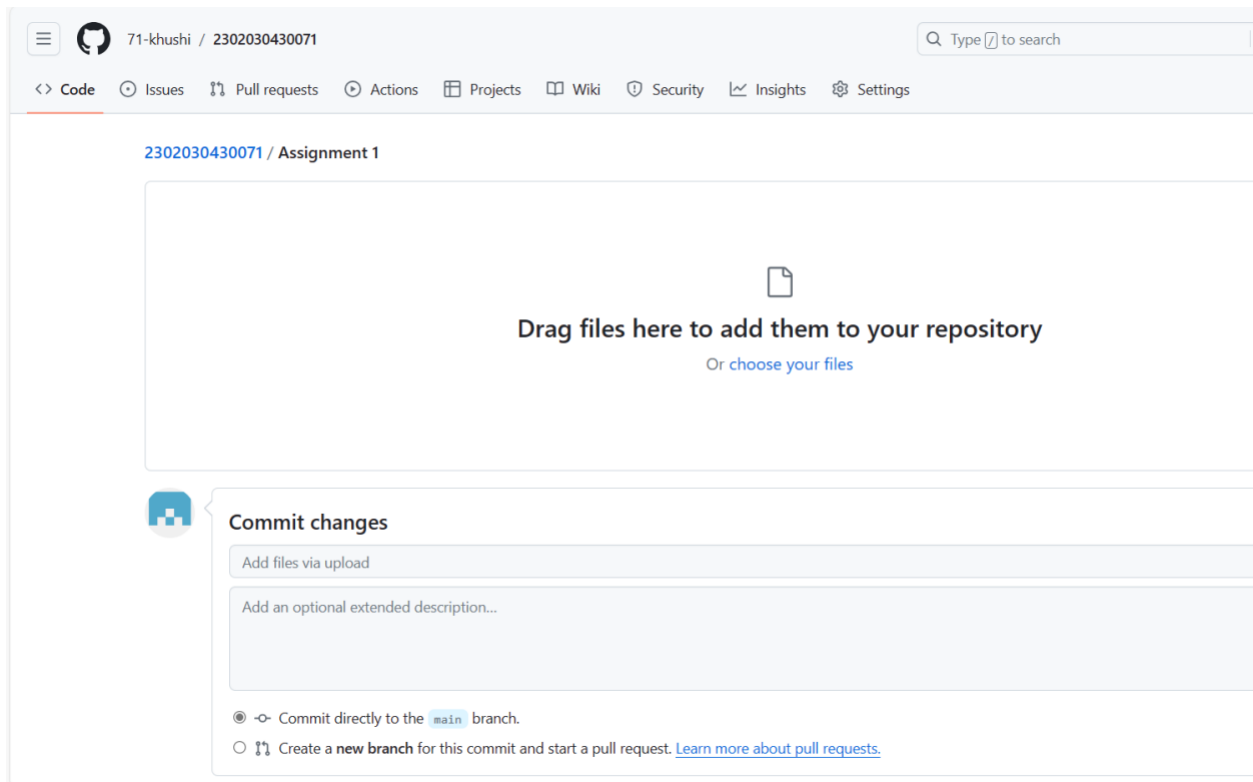 71-khushi / 2302030430071
Type / to search
Code Issues Pull requests Actions Projects Wiki Security Insights Settings
2302030430071 / Assignment 1
Drag files here to add them to your repository
Or choose your files
Commit changes
Add files via upload
Add an optional extended description...
Commit directly to the main branch.
Create a new branch for this commit and start a pull request. Learn more about pull requests.